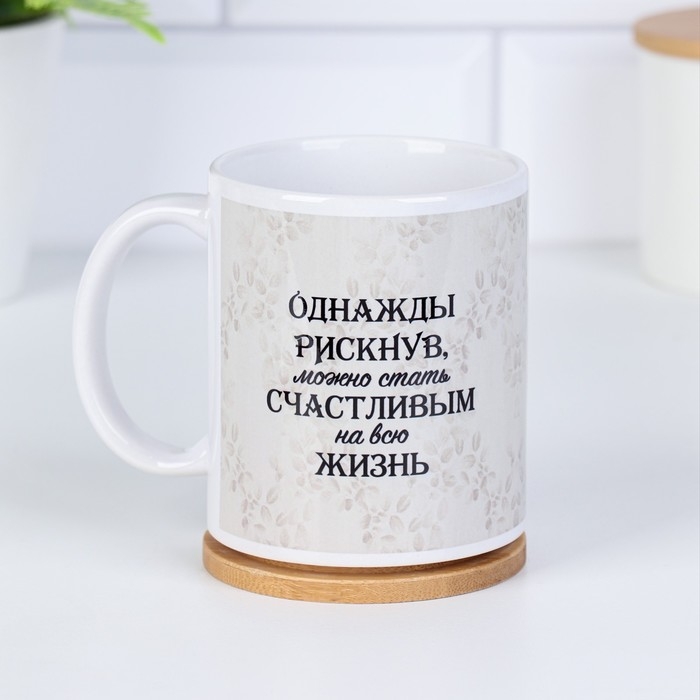 ОДНАЖДЫ
РИСКНУВ,
можно стать
СЧАСТЛИВЫМ
на всю
ЖИЗНЬ